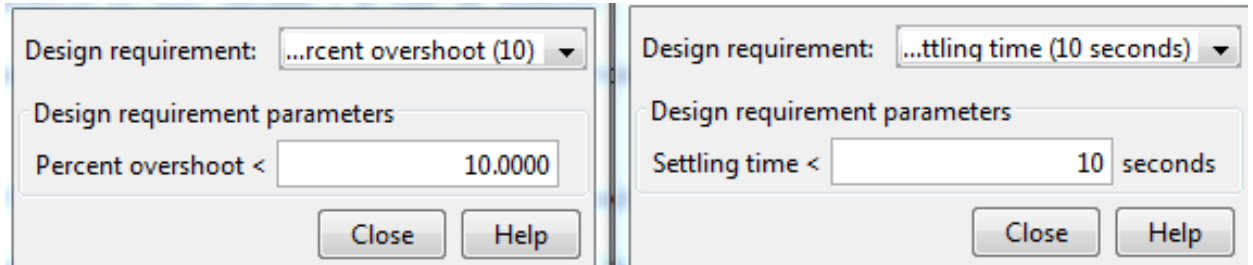 Design requirement: ...rcent overshoot (10)
Design requirement parameters
Percent overshoot < 10.0000
Close Help
Design requirement: ...ttling time (10 seconds)
Design requirement parameters
Settling time < 10 seconds
Close Help